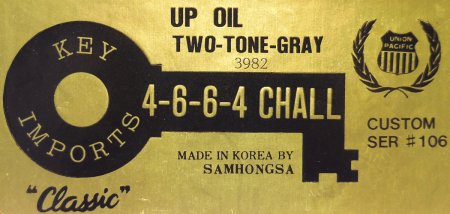 UP OIL
TWO-TONE-GRAY
3982
KEY
IMPORTS
4-6-6-4 CHALL
UNION
PACIFIC
CUSTOM
SER #106
MADE IN KOREA BY
SAMHONGSA
"Classic"